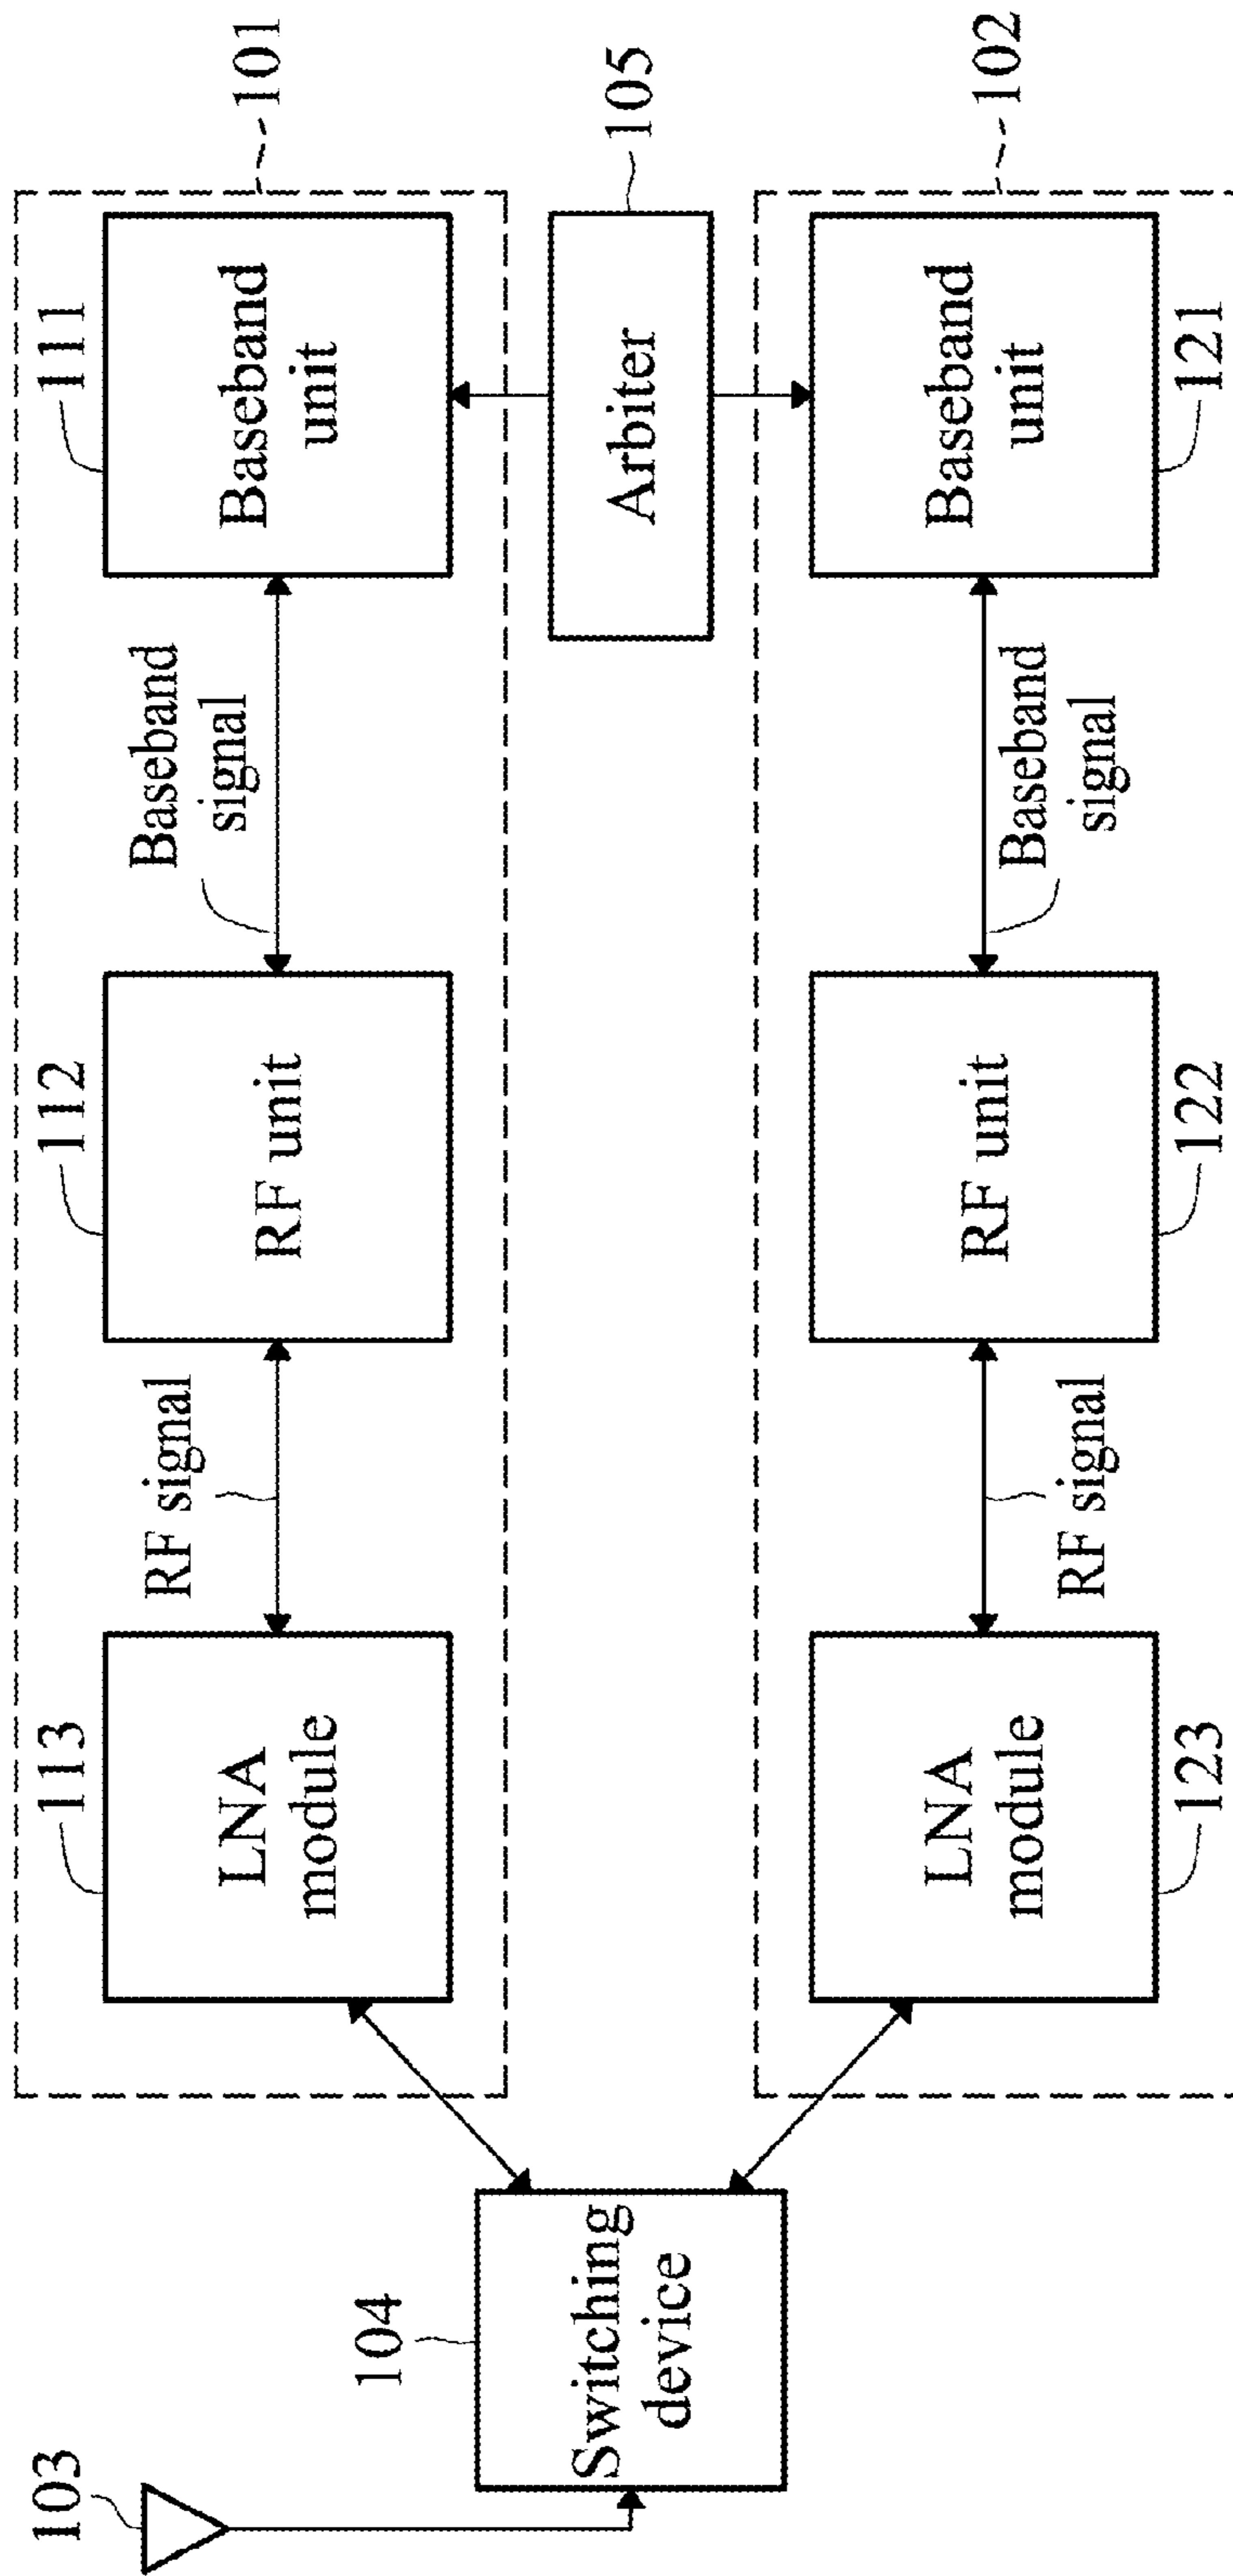 103
104
Switching
device
113
LNA
module
RF signal
112
RF unit
Baseband
signal
111
Baseband
unit
101
Arbiter
105
LNA
module
123
RF signal
RF unit
122
Baseband
signal
Baseband
unit
121
102